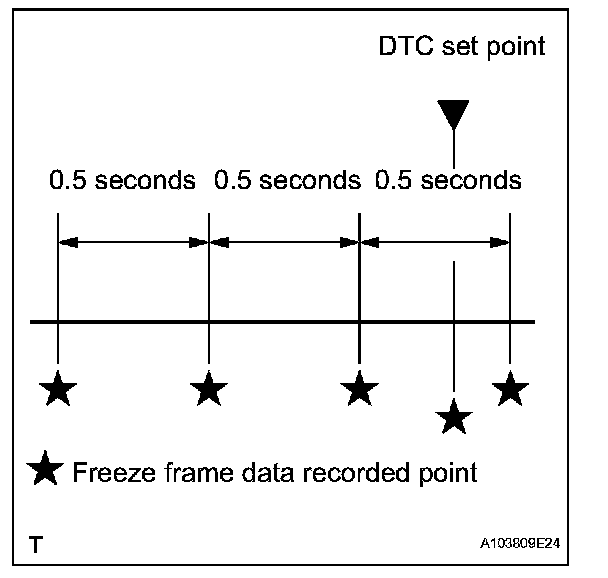 DTC set point
0.5 seconds 0.5 seconds 0.5 seconds
Freeze frame data recorded point
T A103809E24